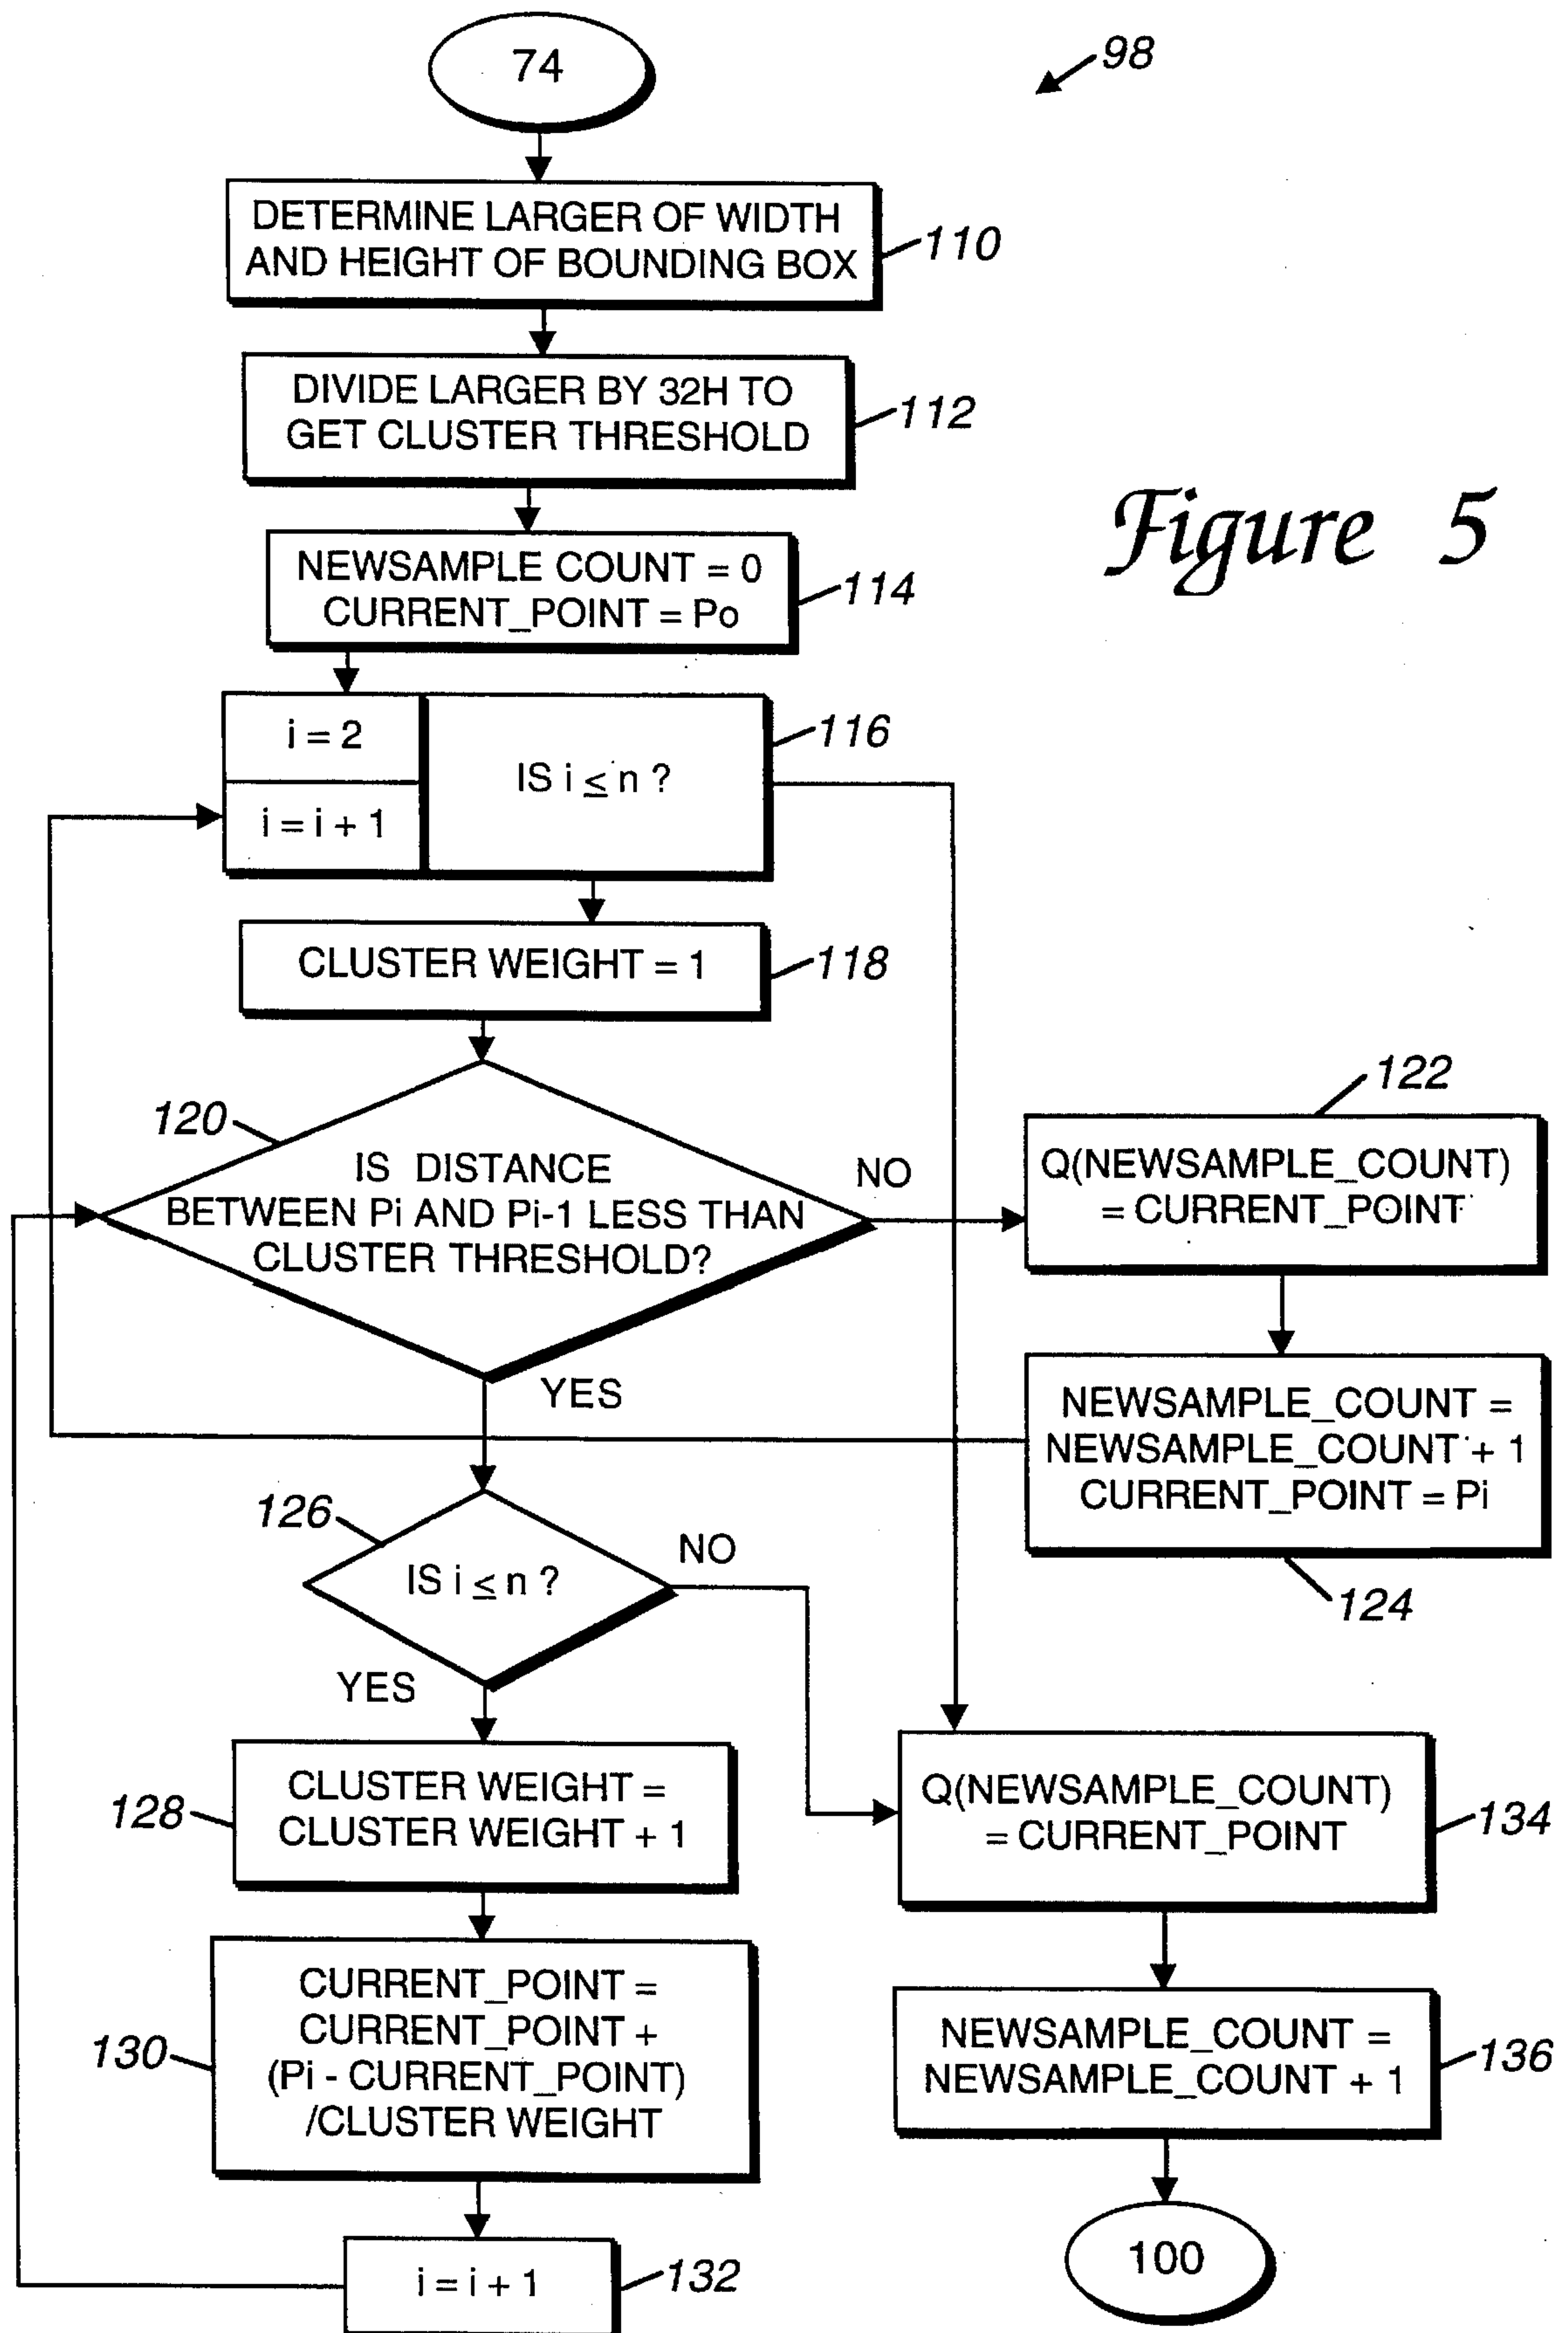 74
98
DETERMINE LARGER OF WIDTH
AND HEIGHT OF BOUNDING BOX
110
DIVIDE LARGER BY 32H TO
GET CLUSTER THRESHOLD
112
Figure 5
NEWSAMPLE COUNT = 0
CURRENT_POINT = Po
114
i = 2
i = i + 1
IS i ≤ n ?
116
CLUSTER WEIGHT = 1
118
120
IS DISTANCE
BETWEEN Pi AND Pi-1 LESS THAN
CLUSTER THRESHOLD?
NO
YES
122
Q(NEWSAMPLE_COUNT)
= CURRENT_POINT
NEWSAMPLE_COUNT =
NEWSAMPLE_COUNT + 1
CURRENT_POINT = Pi
124
126
IS i ≤ n ?
NO
YES
128
CLUSTER WEIGHT =
CLUSTER WEIGHT + 1
Q(NEWSAMPLE_COUNT)
= CURRENT_POINT
134
130
CURRENT_POINT =
CURRENT_POINT +
(Pi - CURRENT_POINT)
/CLUSTER WEIGHT
NEWSAMPLE_COUNT =
NEWSAMPLE_COUNT + 1
136
i = i + 1
132
100